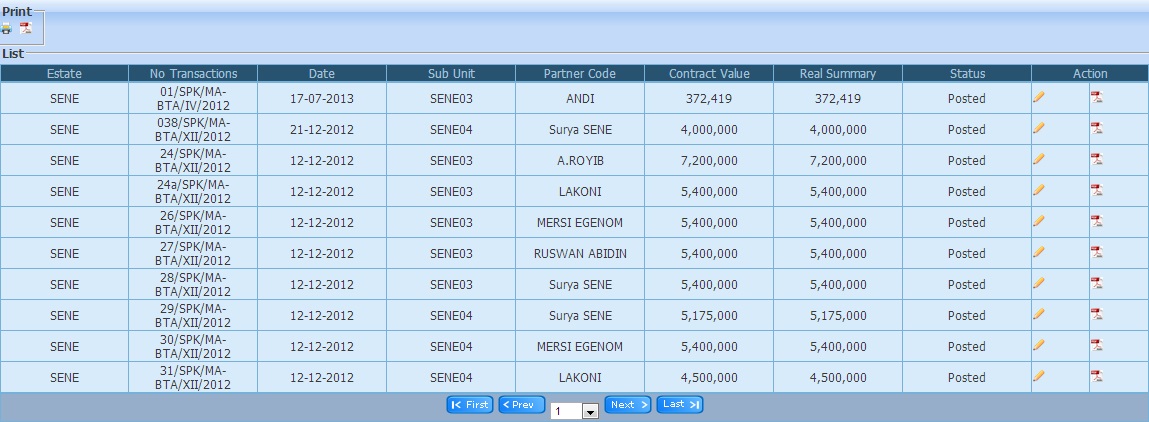 Print
List
Estate No Transactions Date Sub Unit Partner Code Contract Value Real Summary Status Action
SENE 01/SPK/MA-BTA/IV/2012 17-07-2013 SENE03 ANDI 372,419 372,419 Posted
SENE 038/SPK/MA-BTA/XII/2012 21-12-2012 SENE04 Surya SENE 4,000,000 4,000,000 Posted
SENE 24/SPK/MA-BTA/XII/2012 12-12-2012 SENE03 A.ROYIB 7,200,000 7,200,000 Posted
SENE 24a/SPK/MA-BTA/XII/2012 12-12-2012 SENE03 LAKONI 5,400,000 5,400,000 Posted
SENE 26/SPK/MA-BTA/XII/2012 12-12-2012 SENE03 MERSI EGENOM 5,400,000 5,400,000 Posted
SENE 27/SPK/MA-BTA/XII/2012 12-12-2012 SENE03 RUSWAN ABIDIN 5,400,000 5,400,000 Posted
SENE 28/SPK/MA-BTA/XII/2012 12-12-2012 SENE03 Surya SENE 5,400,000 5,400,000 Posted
SENE 29/SPK/MA-BTA/XII/2012 12-12-2012 SENE04 Surya SENE 5,175,000 5,175,000 Posted
SENE 30/SPK/MA-BTA/XII/2012 12-12-2012 SENE04 MERSI EGENOM 5,400,000 5,400,000 Posted
SENE 31/SPK/MA-BTA/XII/2012 12-12-2012 SENE04 LAKONI 4,500,000 4,500,000 Posted
First Prev 1 Next Last